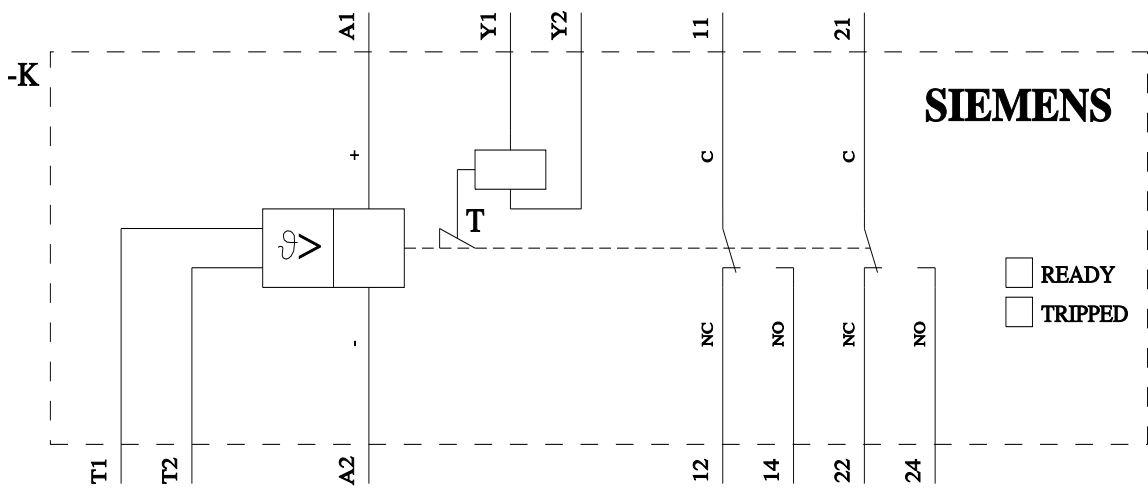 A1
Y1
Y2
11
21
-K
SIEMENS
+
C
C
T
ϑ>
READY
TRIPPED
-
NC
NO
NC
NO
T1
T2
A2
12
14
22
24